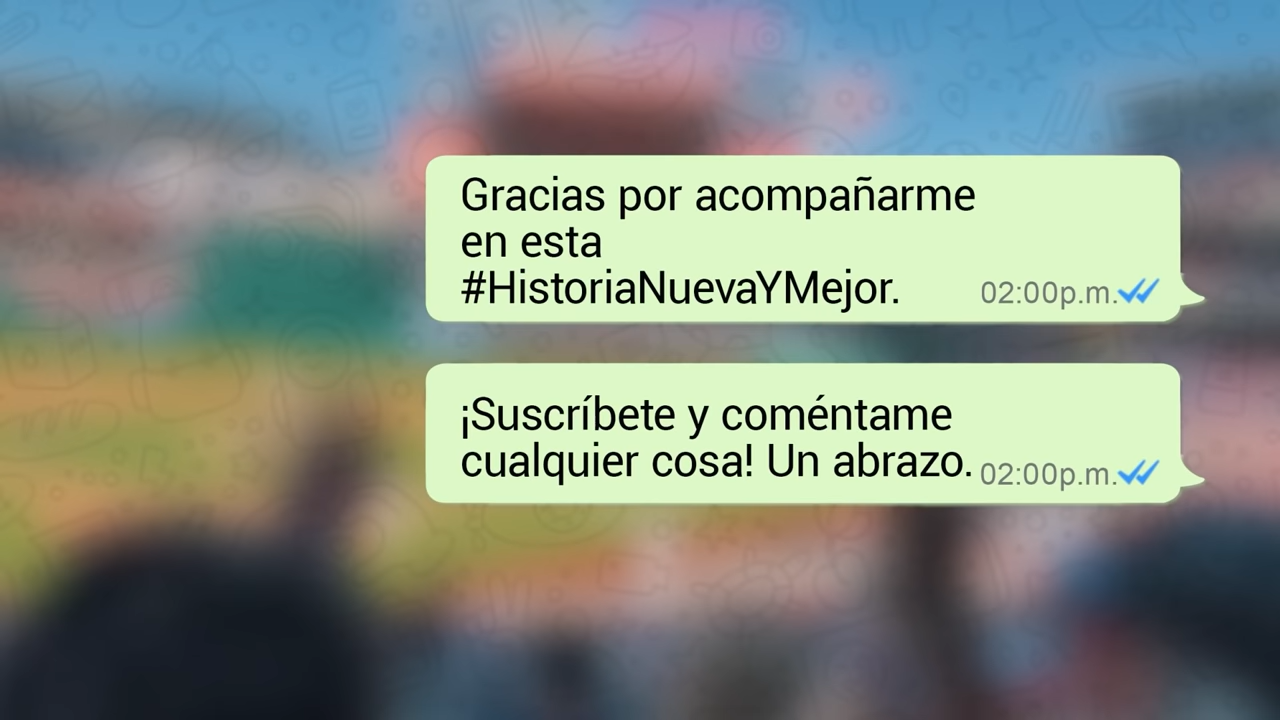 Gracias por acompañarme
en esta
#HistoriaNuevaYMejor.
02:00p.m.
¡Suscríbete y coméntame
cualquier cosa! Un abrazo.
02:00p.m.